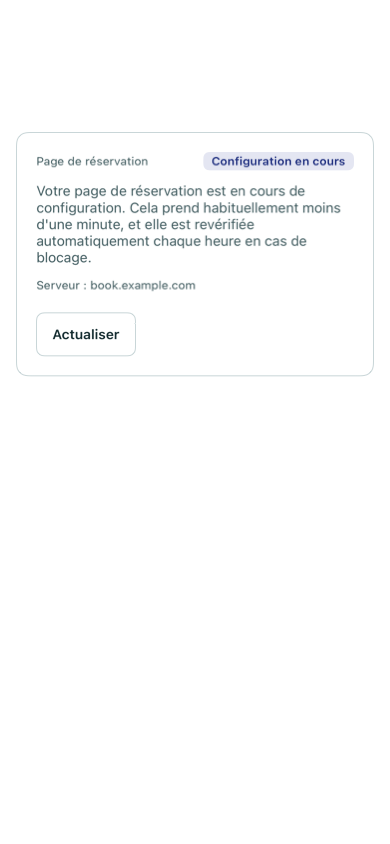 Page de réservation
Configuration en cours
Votre page de réservation est en cours de
configuration. Cela prend habituellement moins
d'une minute, et elle est revérifiée
automatiquement chaque heure en cas de
blocage.
Serveur : book.example.com
Actualiser